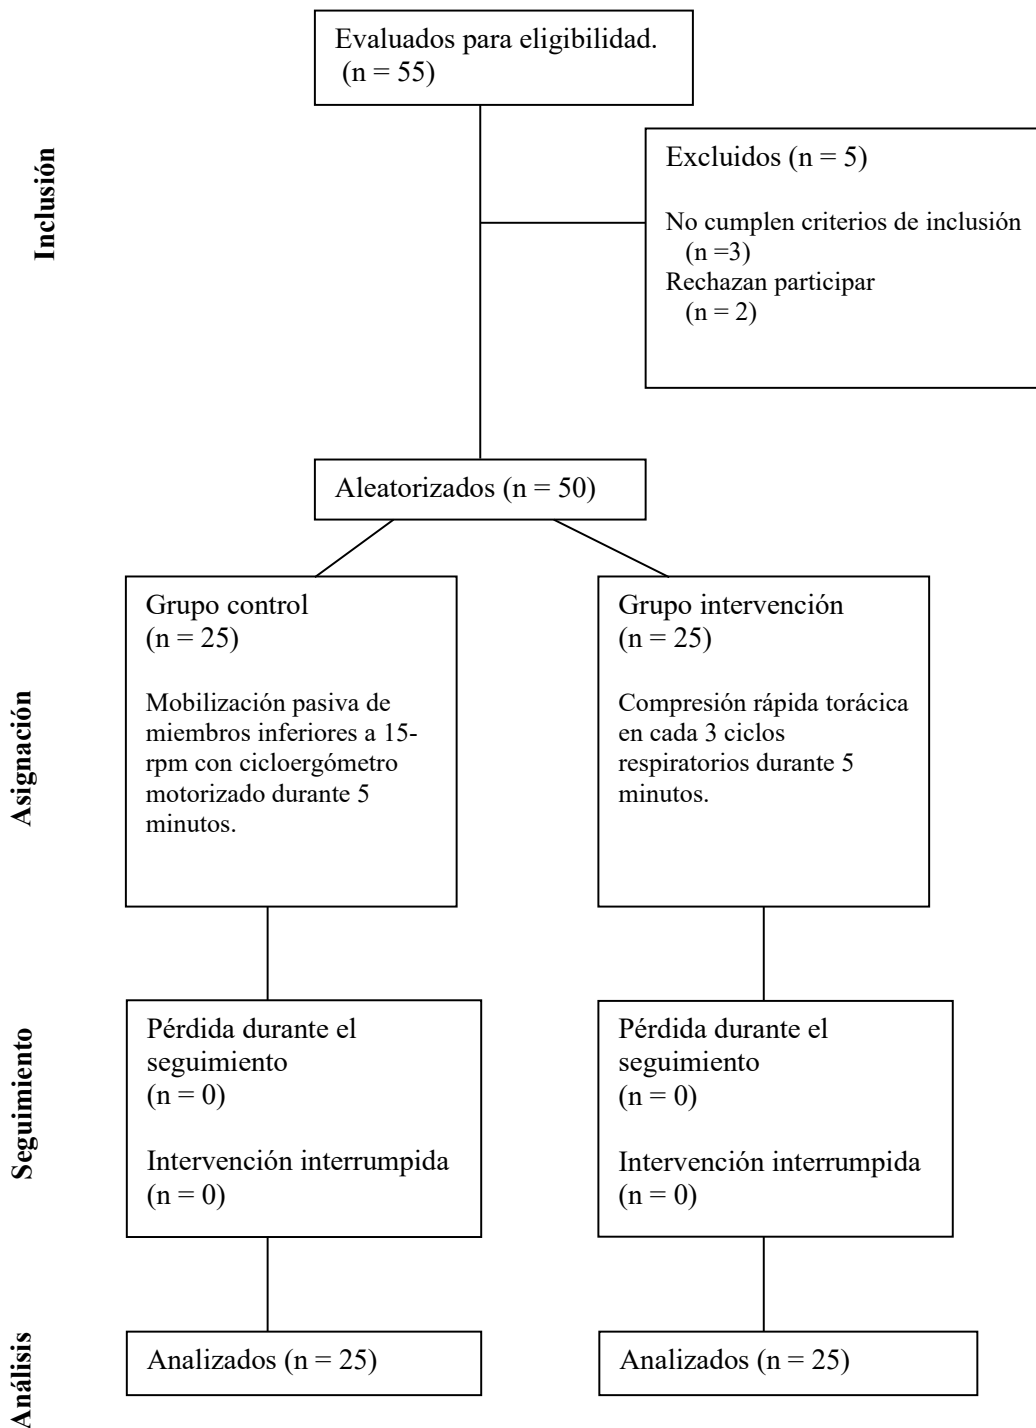 Evaluados para eligibilidad.
(n = 55)
Inclusión
Excluidos (n = 5)
No cumplen criterios de inclusión
(n =3)
Rechazan participar
(n = 2)
Aleatorizados (n = 50)
Asignación
Grupo control
(n = 25)
Mobilización pasiva de
miembros inferiores a 15-
rpm con cicloergómetro
motorizado durante 5
minutos.
Grupo intervención
(n = 25)
Compresión rápida torácica
en cada 3 ciclos
respiratorios durante 5
minutos.
Seguimiento
Pérdida durante el
seguimiento
(n = 0)
Intervención interrumpida
(n = 0)
Pérdida durante el
seguimiento
(n = 0)
Intervención interrumpida
(n = 0)
Análisis
Analizados (n = 25)
Analizados (n = 25)